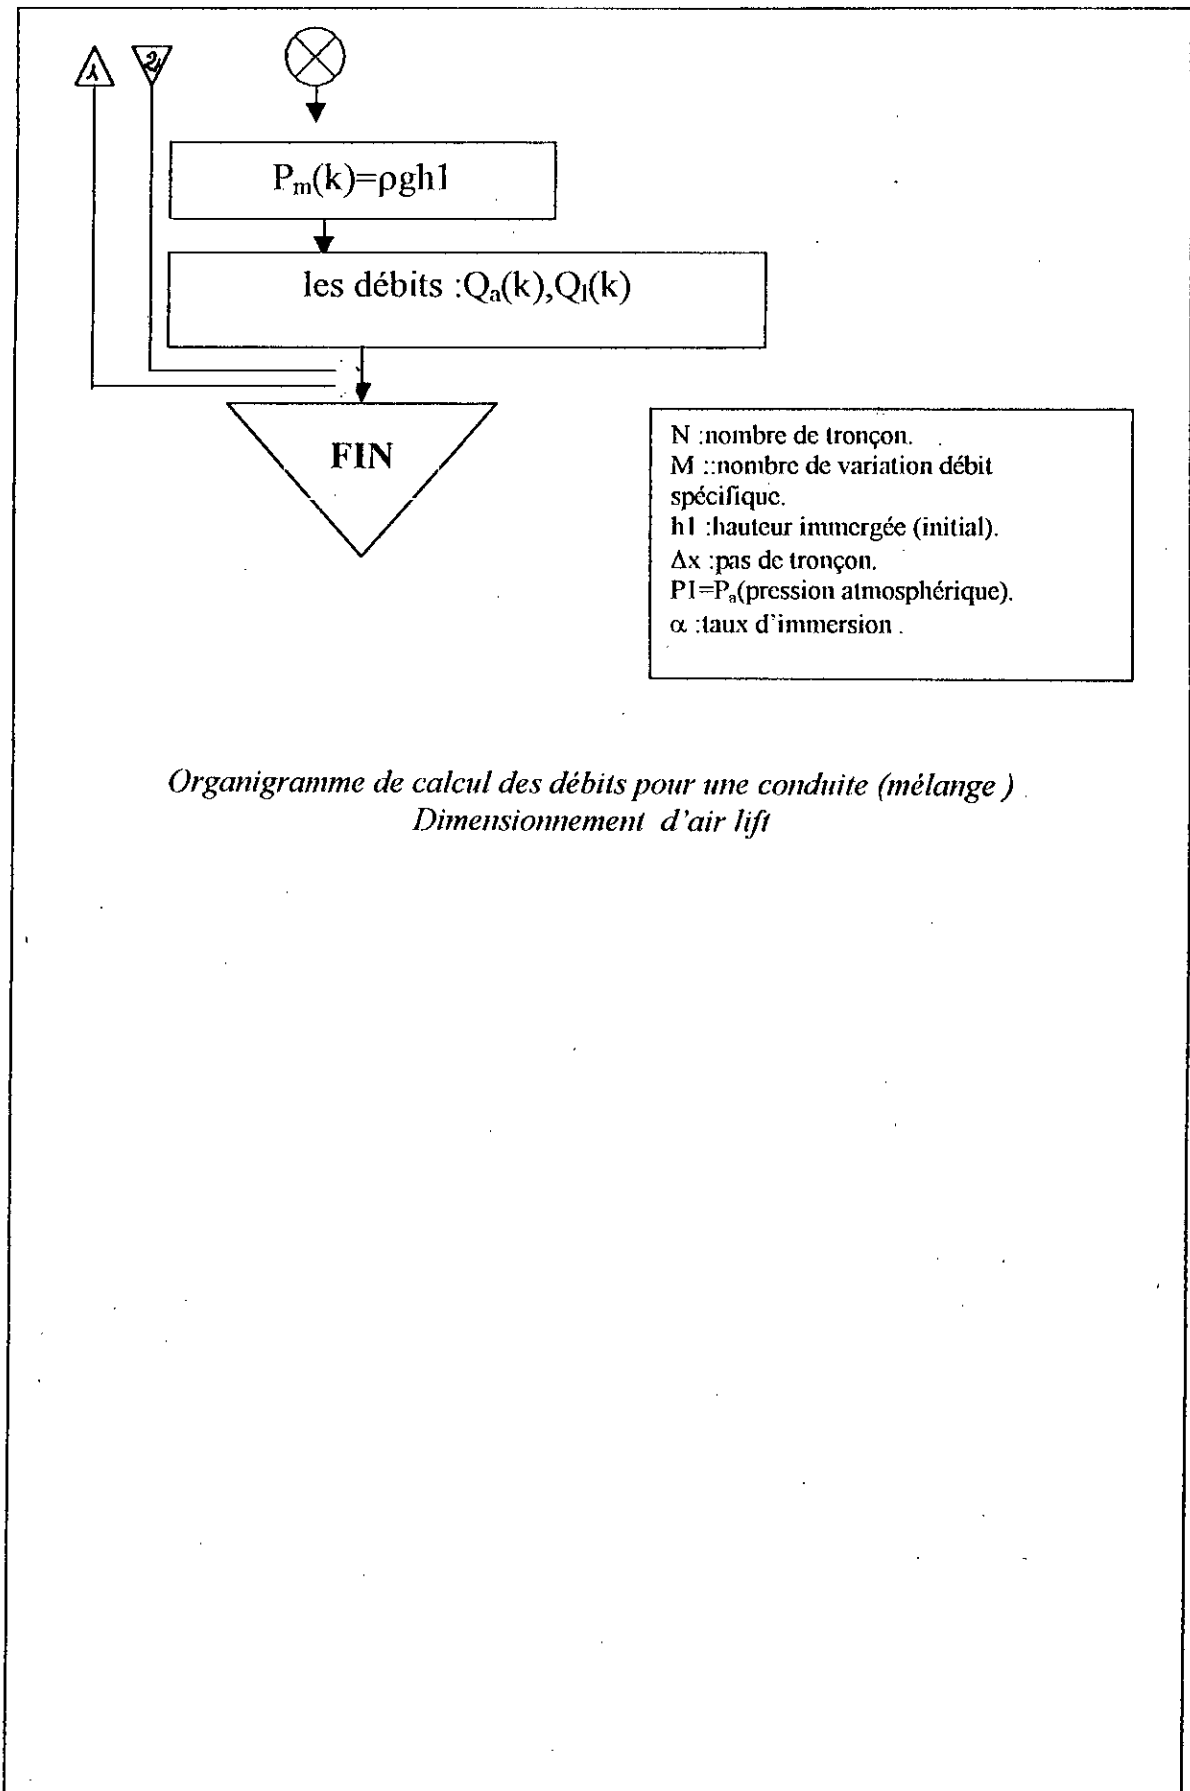 1 2
Pm(k)=ρgh1
les débits :Qa(k),Ql(k)
FIN
N :nombre de tronçon.
M ::nombre de variation débit
spécifique.
h1 :hauteur immergée (initial).
Δx :pas de tronçon.
P1=Pa(pression atmosphérique).
α :taux d'immersion .
Organigramme de calcul des débits pour une conduite (mélange )
Dimensionnement d'air lift